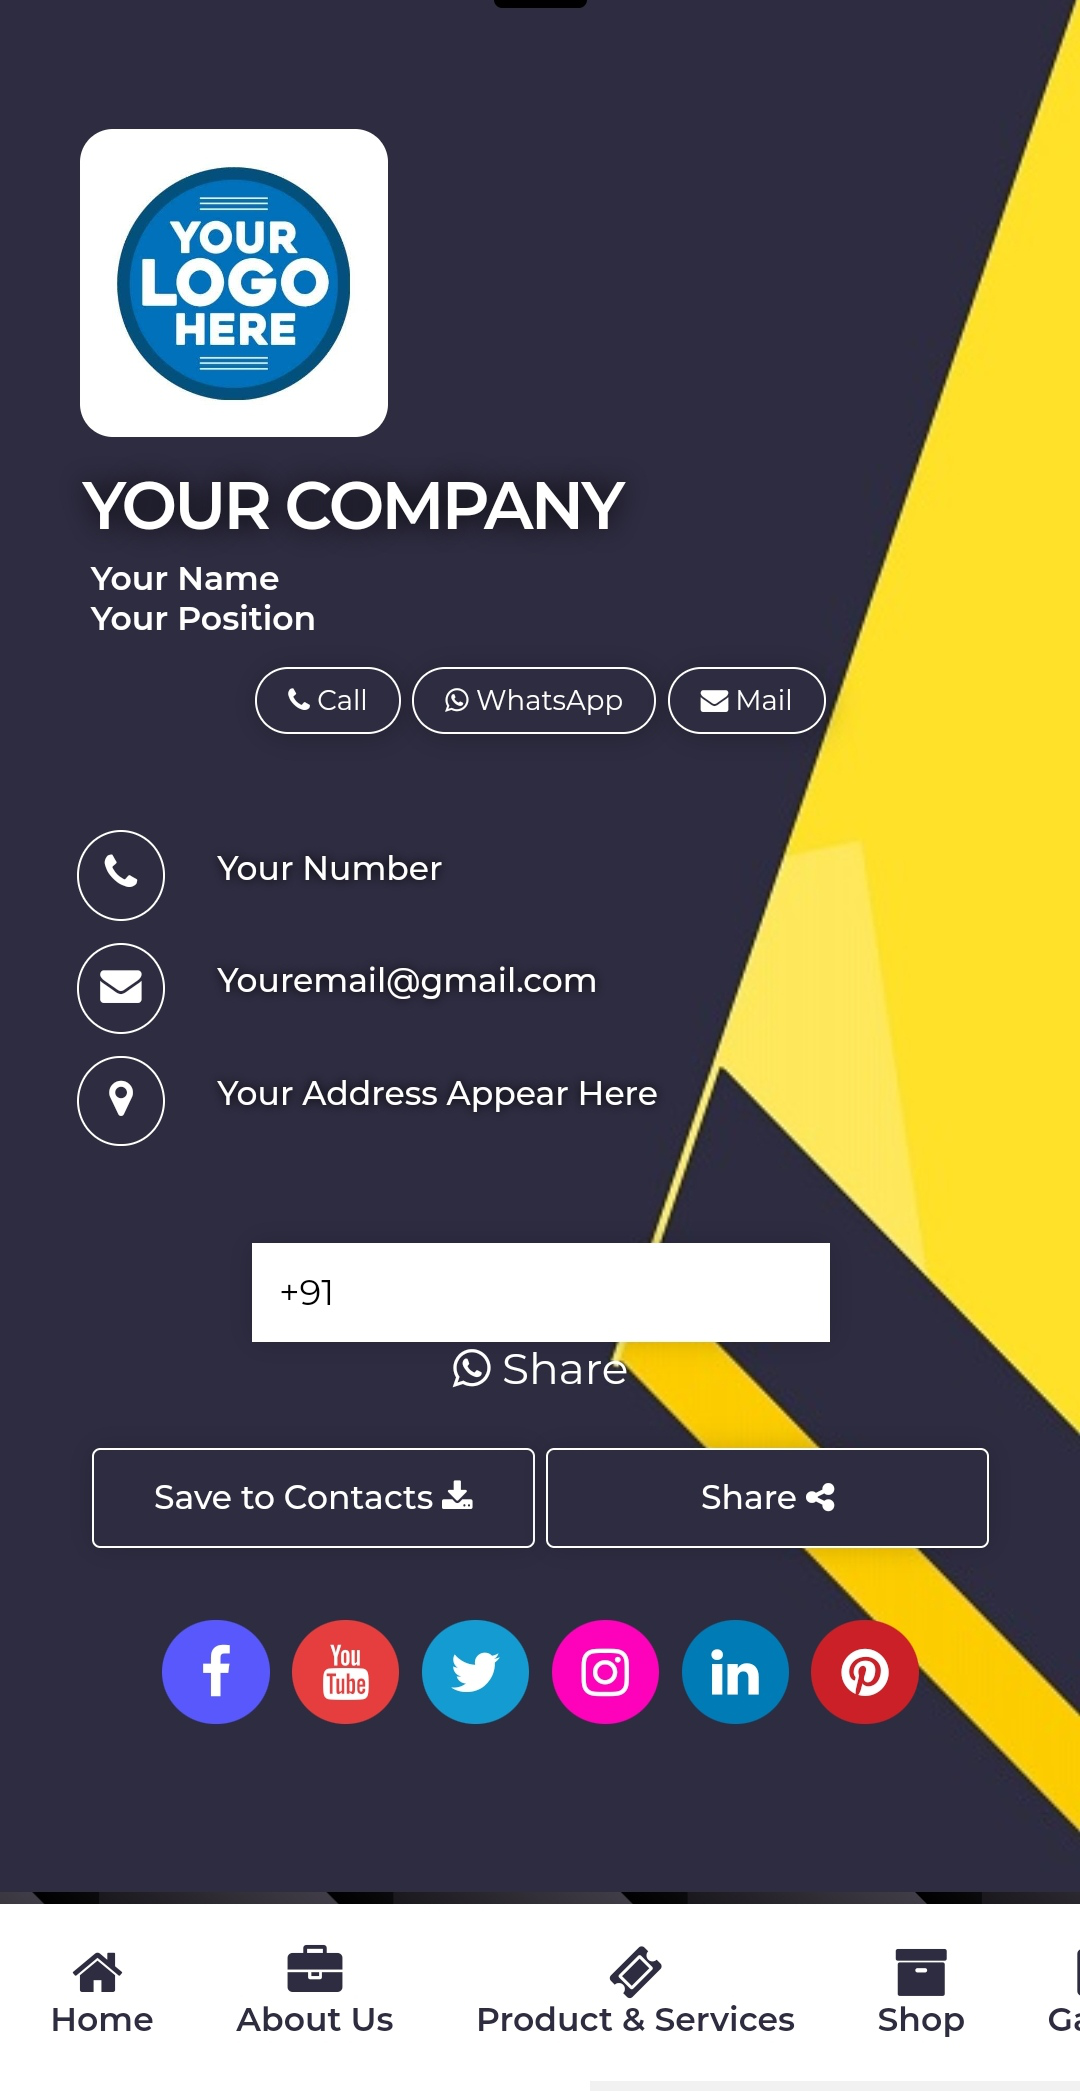 YOUR
LOGO
HERE
YOUR COMPANY
Your Name
Your Position
Call WhatsApp Mail
Your Number
Youremail@gmail.com
Your Address Appear Here
+91
Share
Save to Contacts Share
You
Tube
in
Home About Us Product & Services Shop